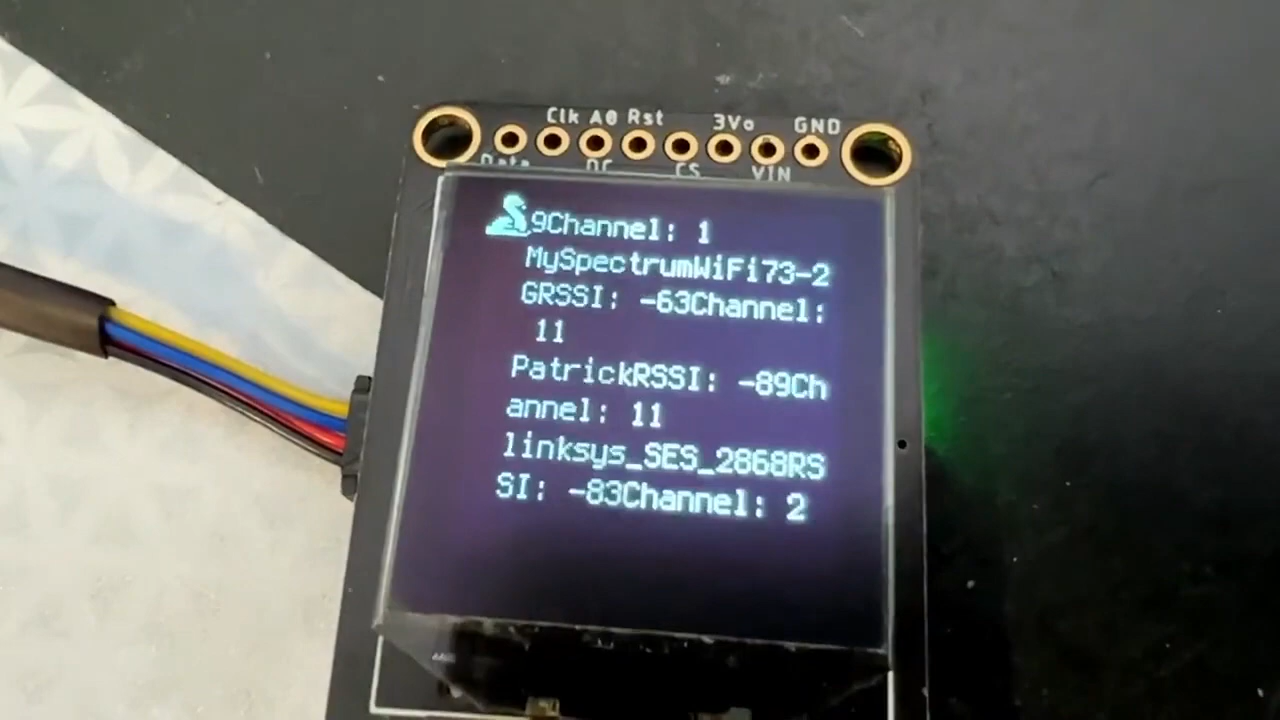 Clk A0 Rst 3Vo GND
Data DC CS VIN
9Channel: 1
MySpectrumWiFi73-2
GRSSI: -63Channel:
11
PatrickRSSI: -89Ch
annel: 11
linksys_SES_2868RS
SI: -83Channel: 2